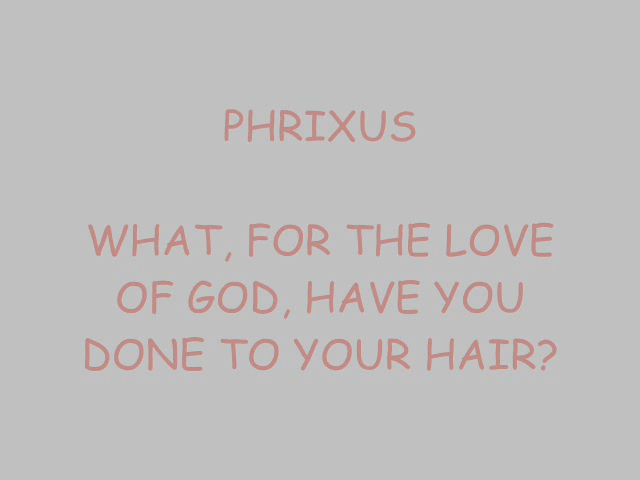 PHRIXUS
WHAT, FOR THE LOVE
OF GOD, HAVE YOU
DONE TO YOUR HAIR?